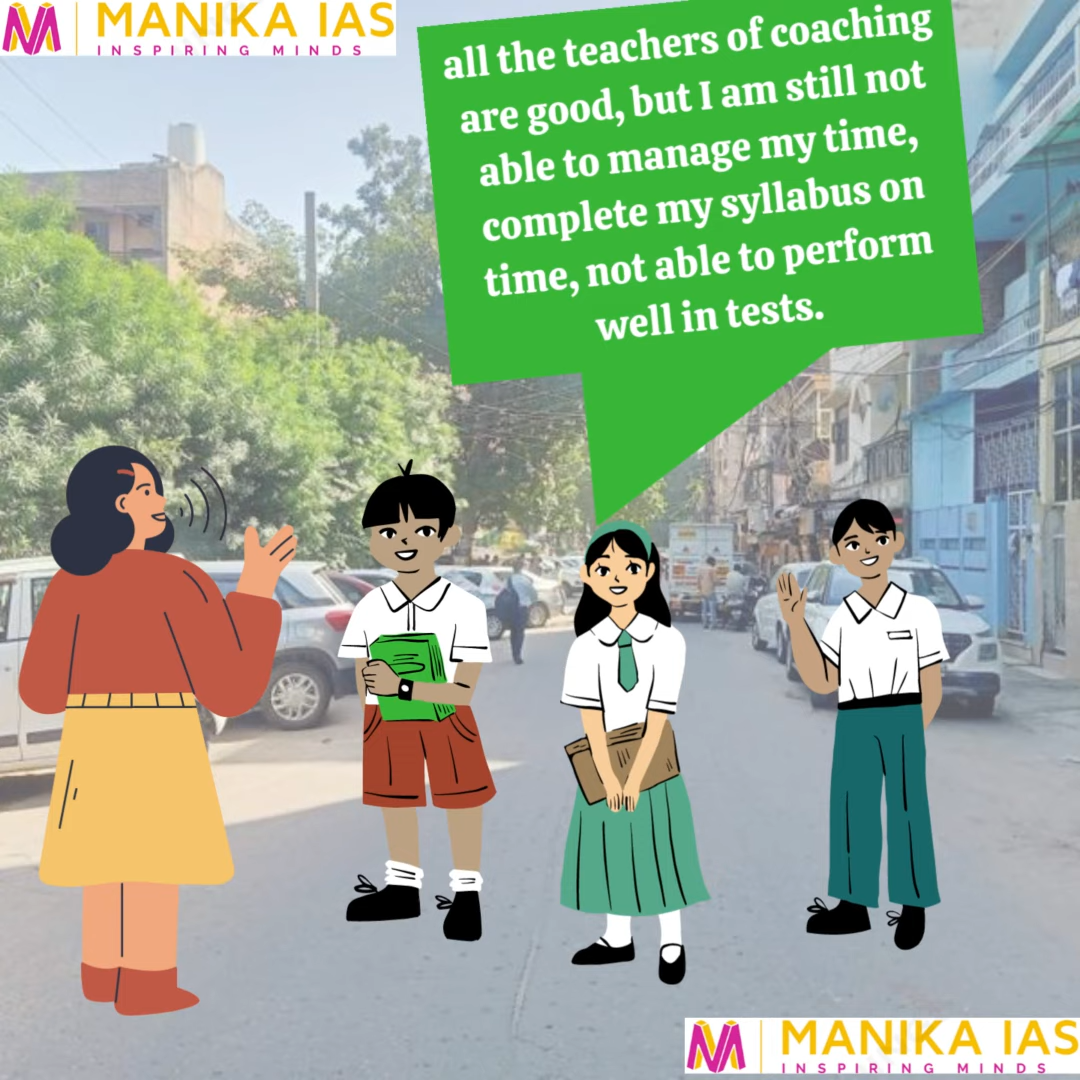 MANIKA IAS
INSPIRING MINDS
all the teachers of coaching
are good, but I am still not
able to manage my time,
complete my syllabus on
time, not able to perform
well in tests.
MANIKA IAS
INSPIRING MINDS